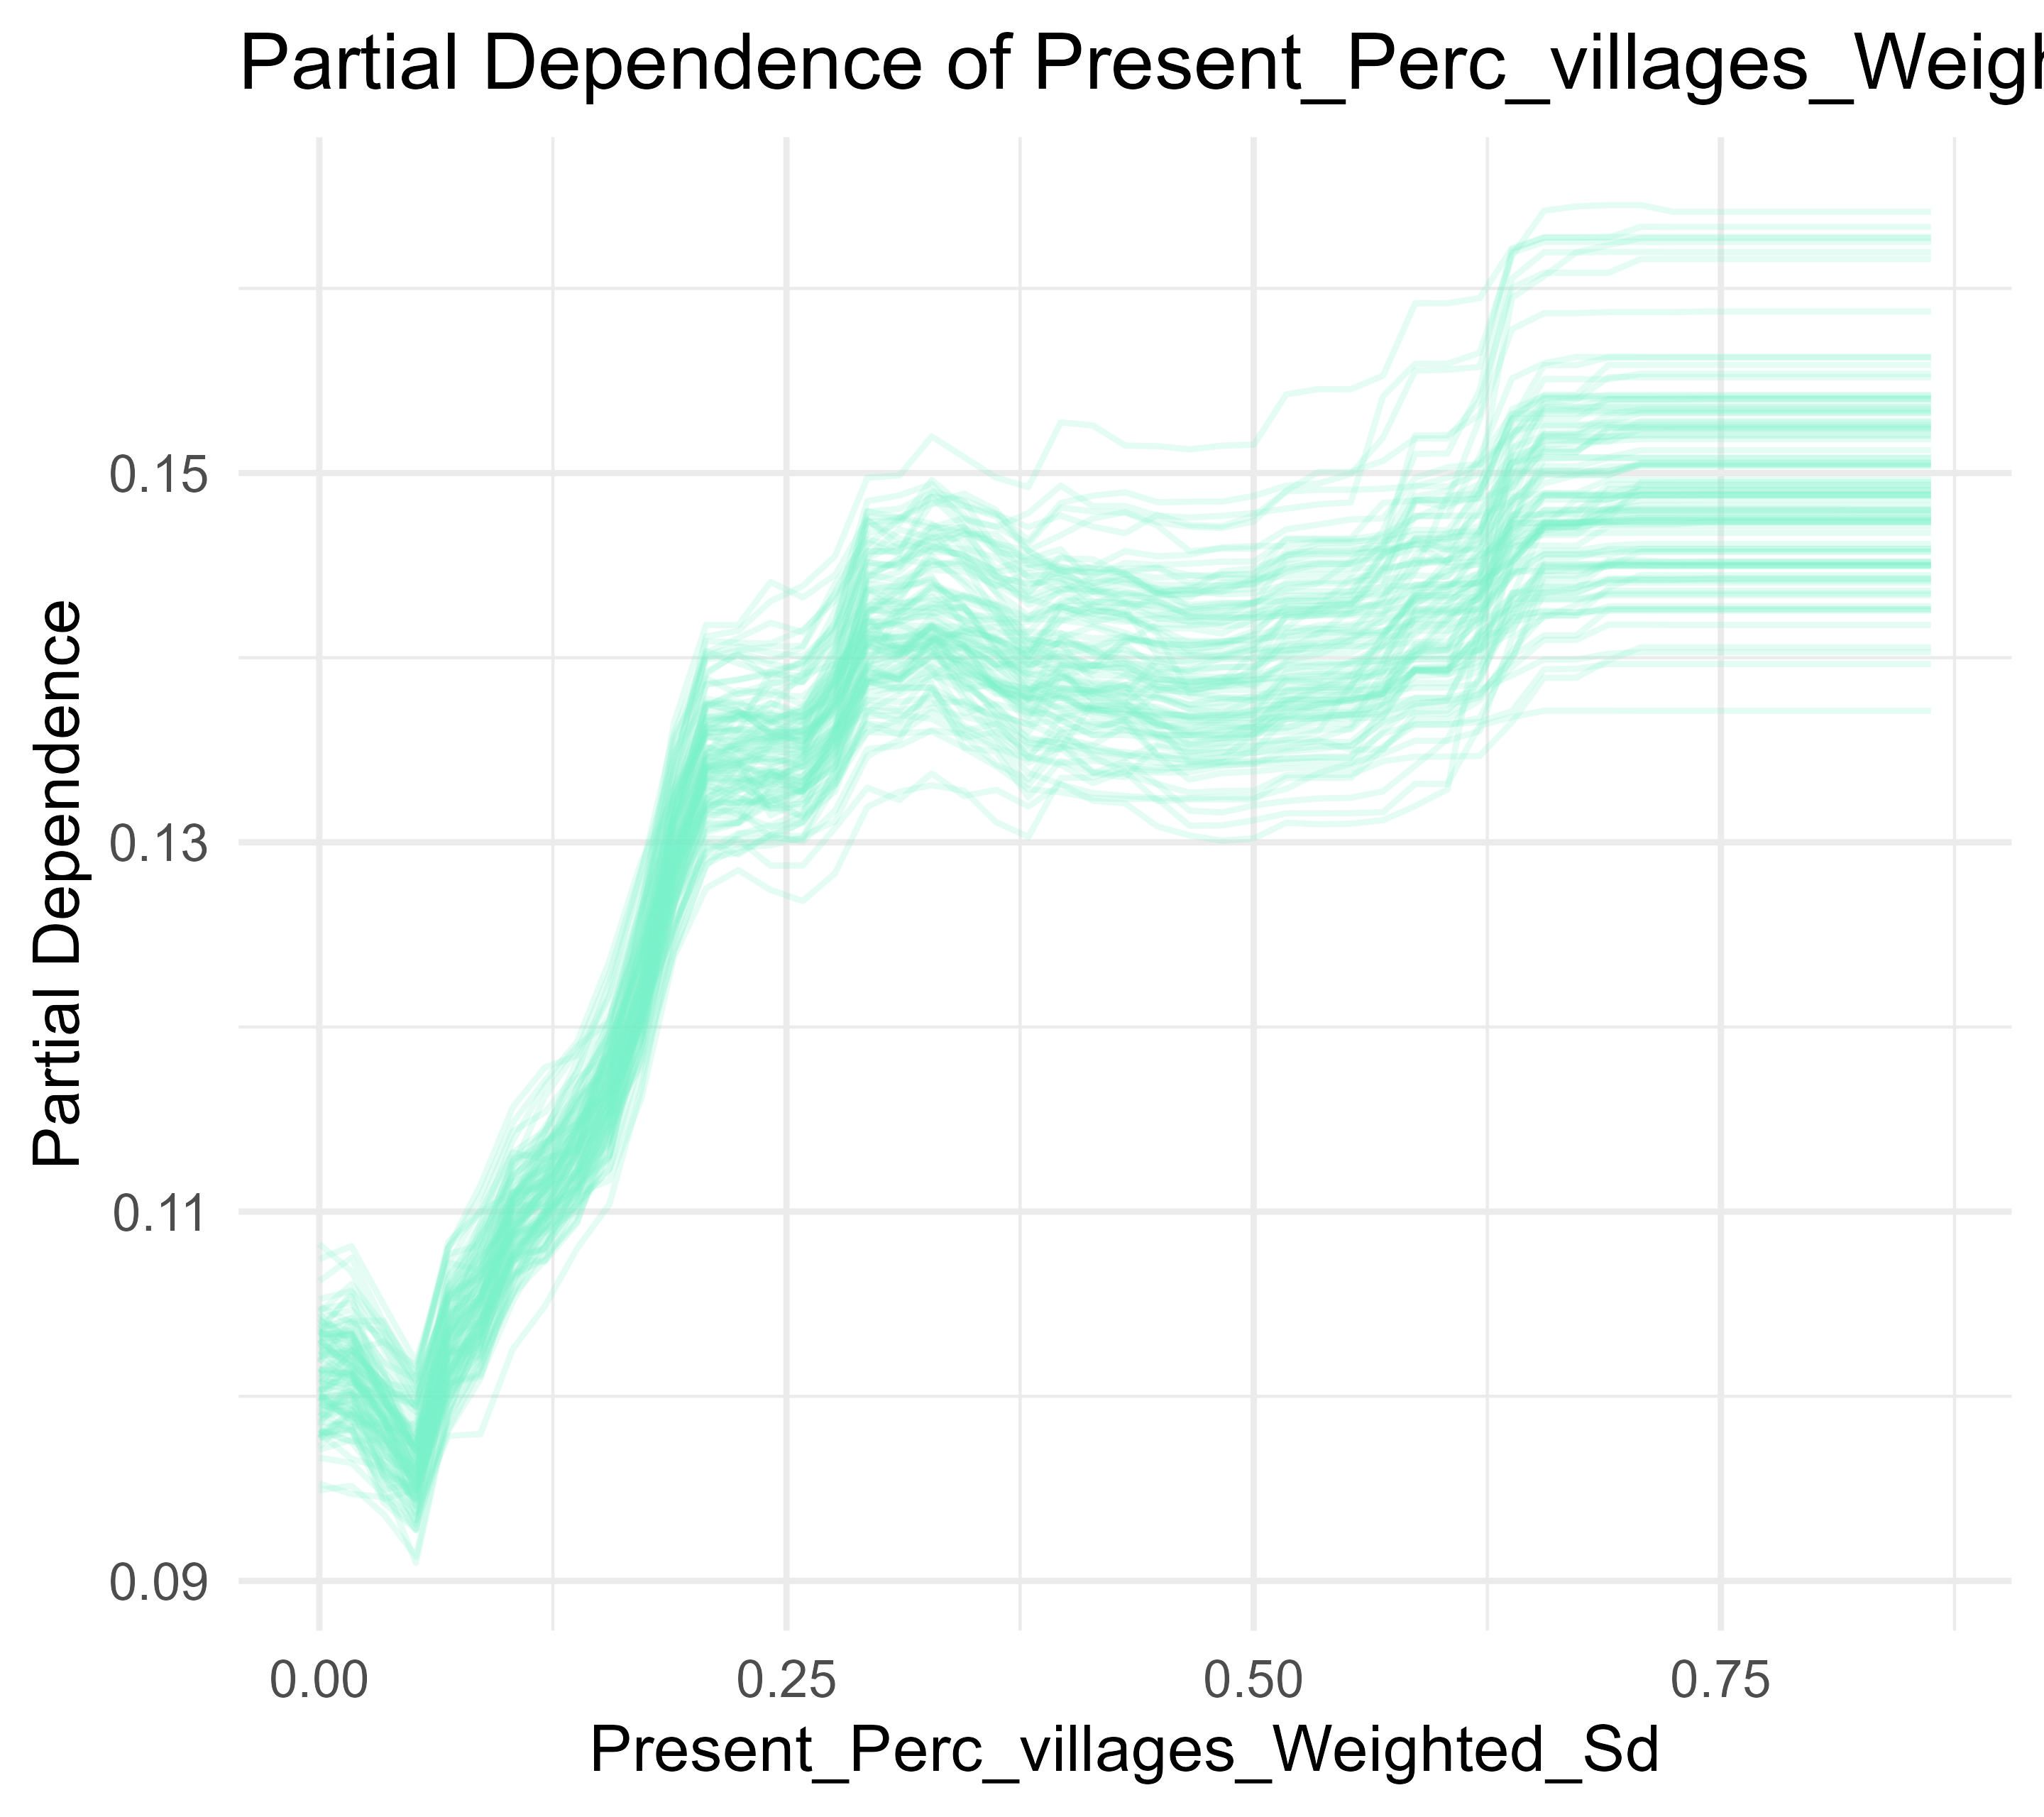 Partial Dependence of Present_Perc_villages_Weigh
Partial Dependence
0.15
0.13
0.11
0.09
0.00 0.25 0.50 0.75
Present_Perc_villages_Weighted_Sd